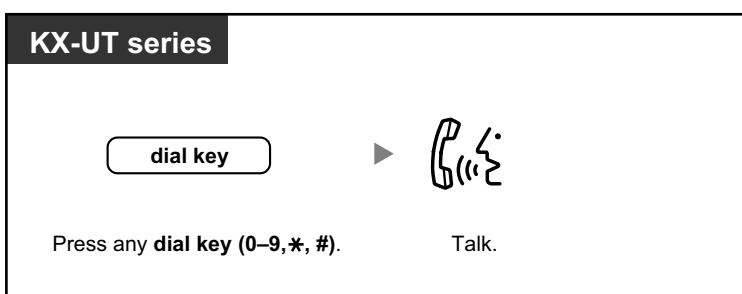 KX-UT series
dial key
Press any dial key (0–9, ✱, #).
Talk.